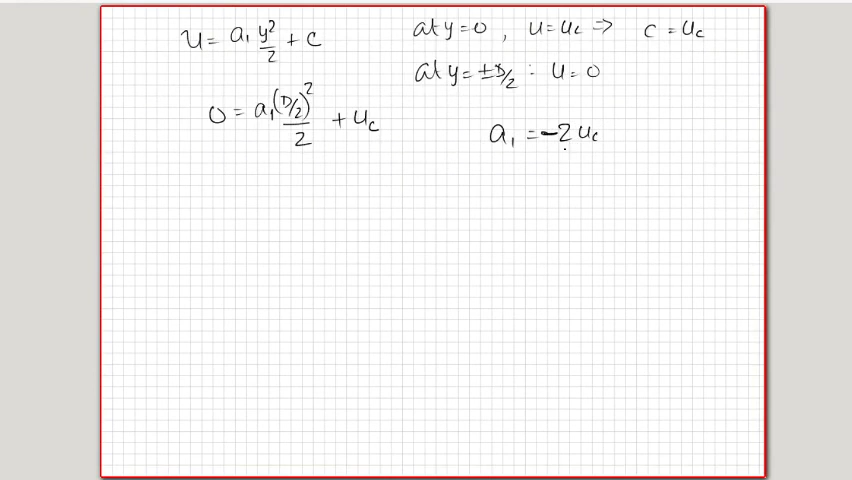 u = a₁ y²/2 + c
at y=0 , u=u_c ⇒ c = u_c
at y = ±D/2 : u = 0
0 = a₁ (D/2)²/2 + u_c
a₁ = -2 u_c